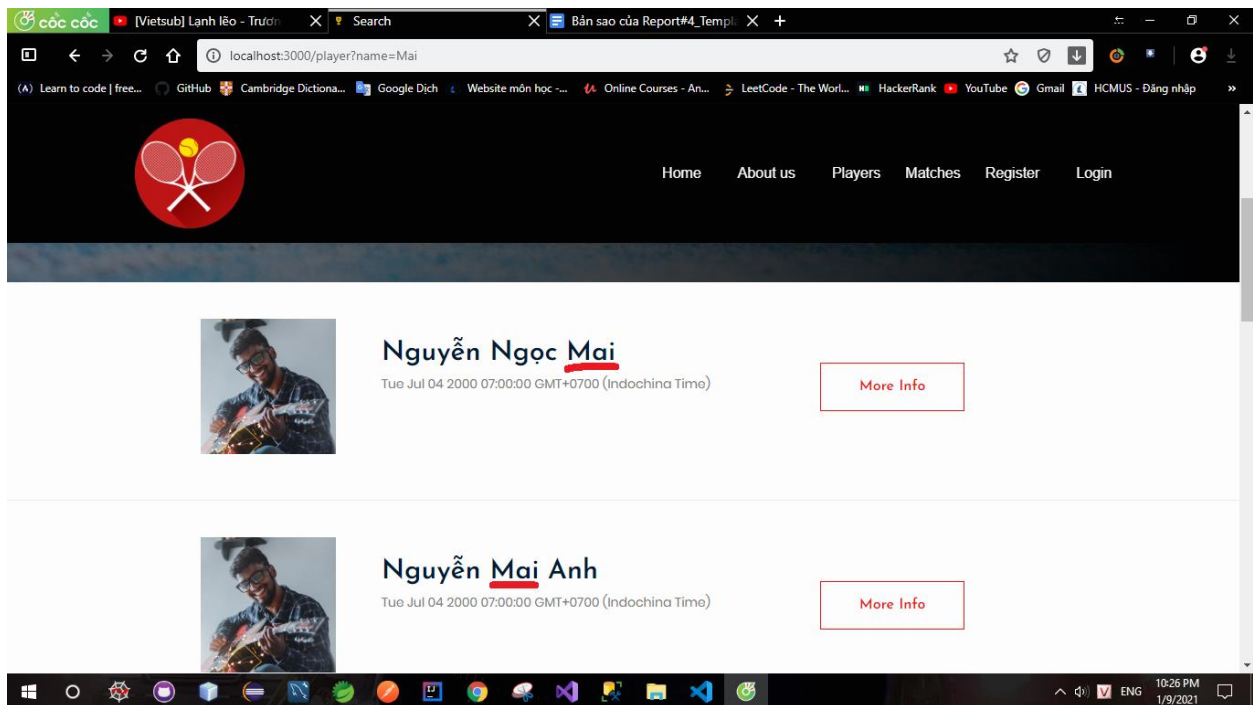 cốc cốc
[Vietsub] Lạnh lẽo - Trươn
Search
Bản sao của Report#4_Templ
localhost:3000/player?name=Mai
Learn to code | free...
GitHub
Cambridge Dictiona...
Google Dịch
Website môn học -...
Online Courses - An...
LeetCode - The Worl...
HackerRank
YouTube
Gmail
HCMUS - Đăng nhập
Home
About us
Players
Matches
Register
Login
Nguyễn Ngọc Mai
Tue Jul 04 2000 07:00:00 GMT+0700 (Indochina Time)
More Info
Nguyễn Mai Anh
Tue Jul 04 2000 07:00:00 GMT+0700 (Indochina Time)
More Info
V ENG
10:26 PM
1/9/2021